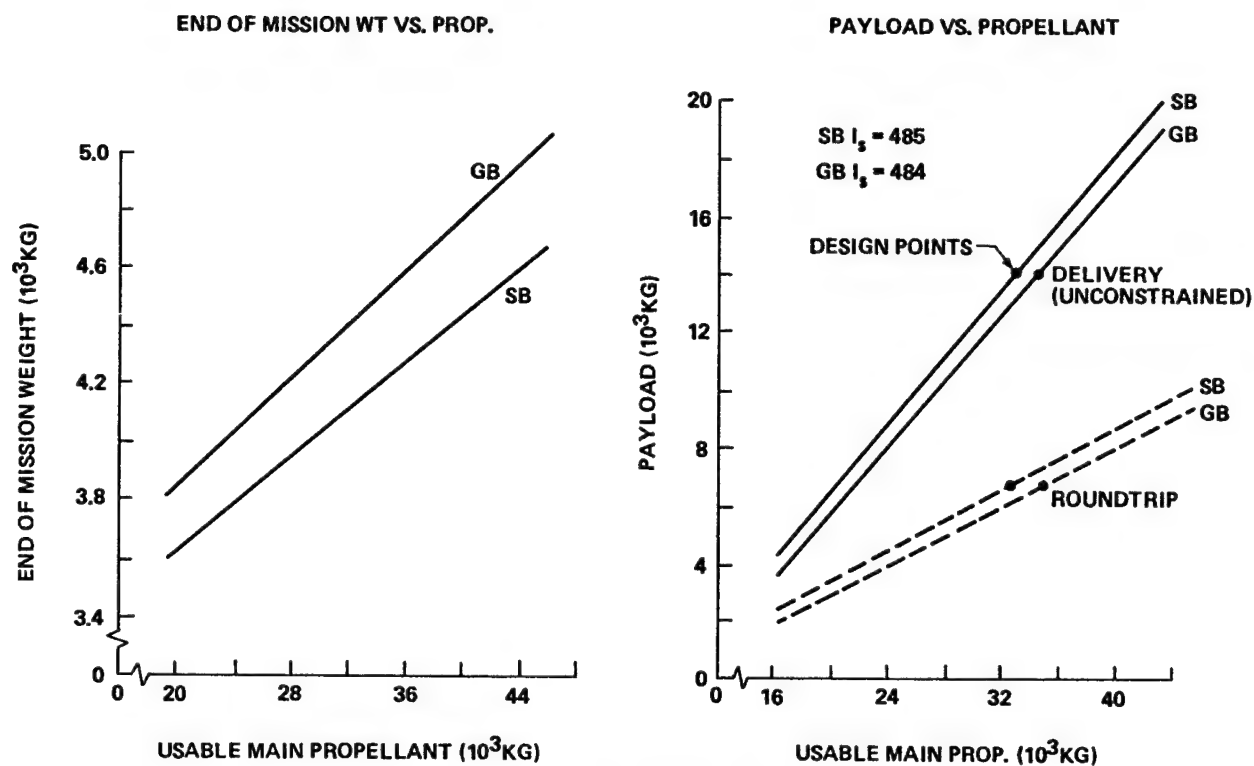 END OF MISSION WT VS. PROP.
END OF MISSION WEIGHT (10³KG)
5.0
4.6
4.2
3.8
3.4
0
GB
SB
0 20 28 36 44
USABLE MAIN PROPELLANT (10³KG)
PAYLOAD VS. PROPELLANT
PAYLOAD (10³KG)
20
16
12
8
4
0
SB Iₛ = 485
GB Iₛ = 484
SB
GB
DESIGN POINTS
DELIVERY
(UNCONSTRAINED)
SB
GB
ROUNDTRIP
0 16 24 32 40
USABLE MAIN PROP. (10³KG)